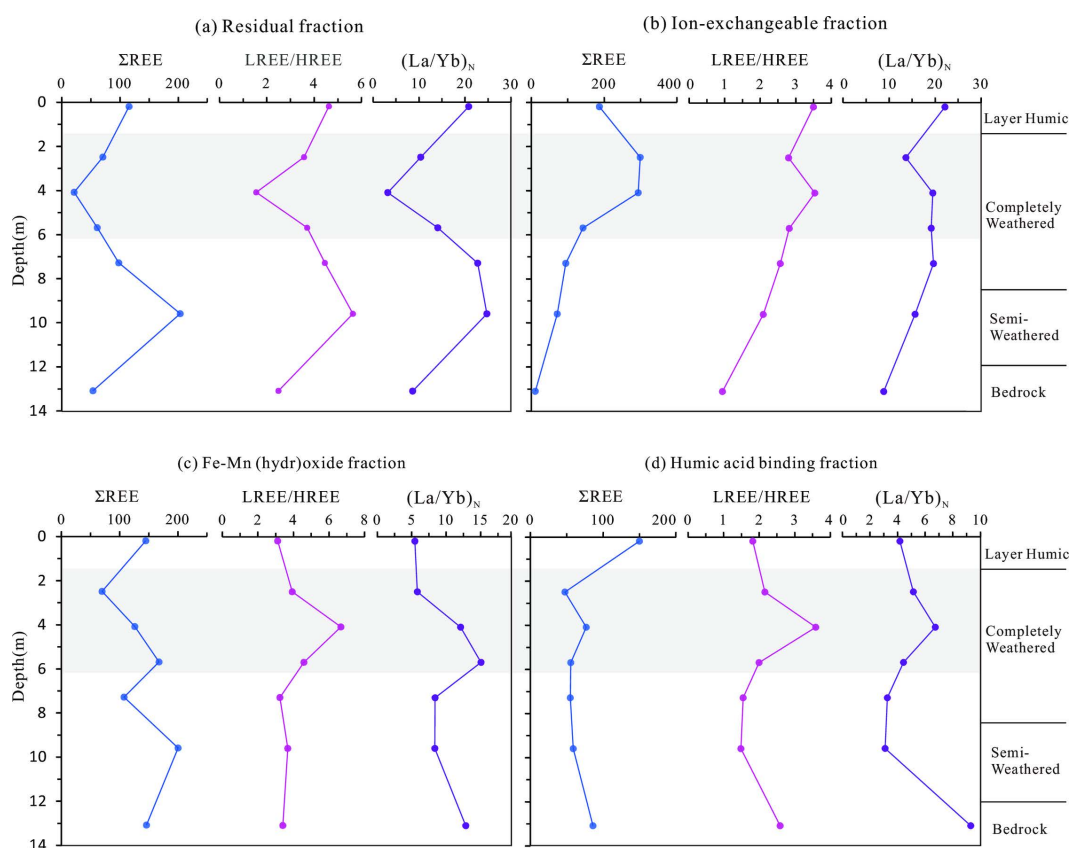 (a) Residual fraction
(b) Ion-exchangeable fraction
ΣREE LREE/HREE (La/Yb)N
ΣREE LREE/HREE (La/Yb)N
0 100 200 0 2 4 6 0 10 20 30
0 100 200 300 400 0 1 2 3 4 0 10 20 30
0
2
4
6
8
10
12
14
Depth(m)
Layer Humic
Completely
Weathered
Semi-
Weathered
Bedrock
(c) Fe-Mn (hydr)oxide fraction
(d) Humic acid binding fraction
ΣREE LREE/HREE (La/Yb)N
ΣREE LREE/HREE (La/Yb)N
0 100 200 0 2 4 6 8 0 5 10 15 20
0 100 200 0 1 2 3 4 0 2 4 6 8 10
0
2
4
6
8
10
12
14
Depth(m)
Layer Humic
Completely
Weathered
Semi-
Weathered
Bedrock